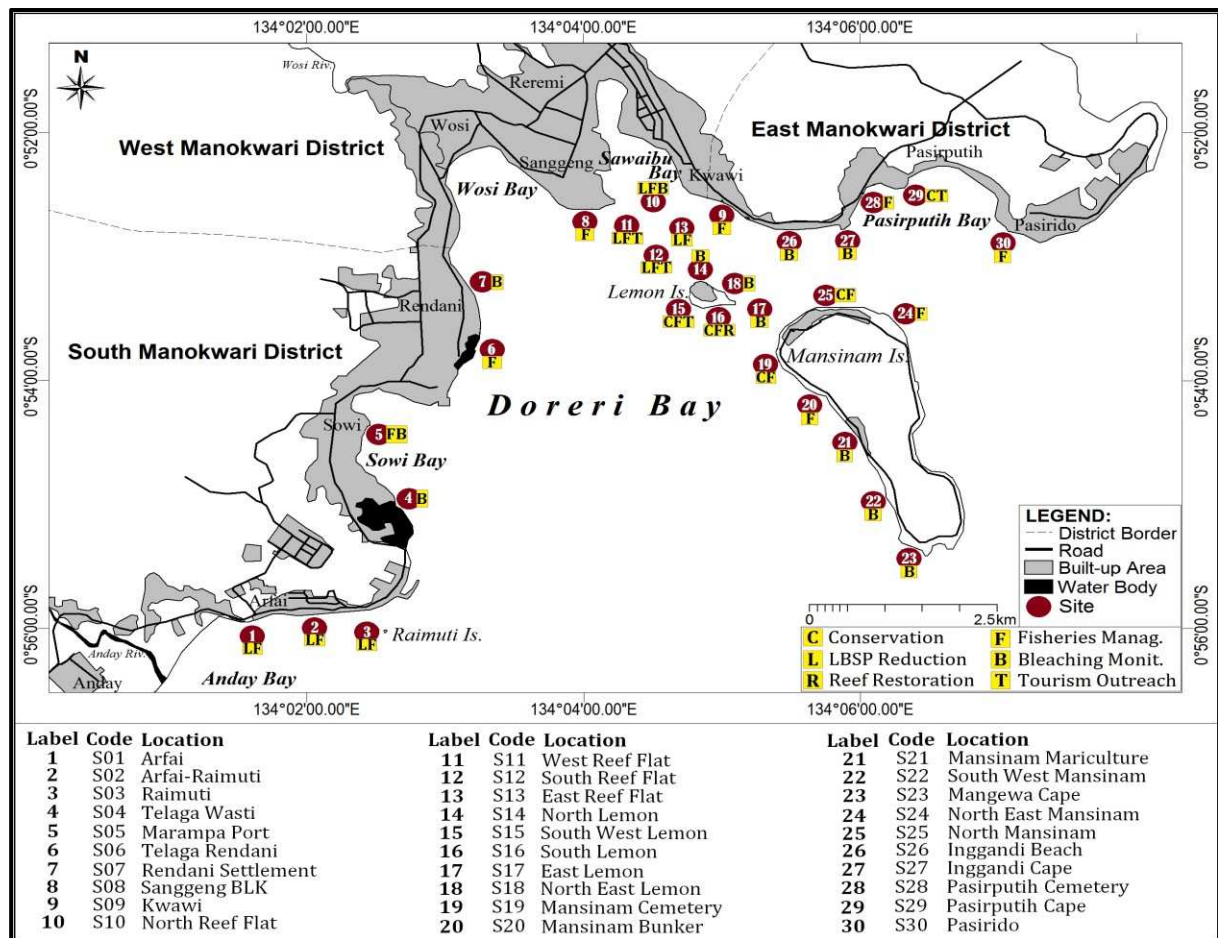 134°02'00.00"E 134°04'00.00"E 134°06'00.00"E
N
Wosi Riv.
Reremi
0°52'00.00"S
Wosi
East Manokwari District
0°52'00.00"S
West Manokwari District
Sanggeng
Sawaibu
Bay
Pasirputih
Wosi Bay
Kwawi
LFB
10
29 CT
28 F
Pasirputih Bay
Pasirido
8
F
11
LFT
13
LF
9
F
26
B
27
B
30
F
12
LFT
B
14
7 B
18 B
Lemon Is.
25 CF
24 F
Rendani
15
CFT
16
CFR
17
B
South Manokwari District
6
F
Mansinam Is.
19
CF
0°54'00.00"S
0°54'00.00"S
Doreri Bay
20
F
Sowi
5 FB
21
B
Sowi Bay
4 B
22
B
23
B
LEGEND:
District Border
Road
Built-up Area
Water Body
Site
0 2.5km
Arfai
0°56'00.00"S
0°56'00.00"S
1
LF
2
LF
3
LF
Raimuti Is.
C Conservation F Fisheries Manag.
L LBSP Reduction B Bleaching Monit.
R Reef Restoration T Tourism Outreach
Anday Riv.
Anday
Anday Bay
134°02'00.00"E 134°04'00.00"E 134°06'00.00"E
Label Code Location
1 S01 Arfai
2 S02 Arfai-Raimuti
3 S03 Raimuti
4 S04 Telaga Wasti
5 S05 Marampa Port
6 S06 Telaga Rendani
7 S07 Rendani Settlement
8 S08 Sanggeng BLK
9 S09 Kwawi
10 S10 North Reef Flat
Label Code Location
11 S11 West Reef Flat
12 S12 South Reef Flat
13 S13 East Reef Flat
14 S14 North Lemon
15 S15 South West Lemon
16 S16 South Lemon
17 S17 East Lemon
18 S18 North East Lemon
19 S19 Mansinam Cemetery
20 S20 Mansinam Bunker
Label Code Location
21 S21 Mansinam Mariculture
22 S22 South West Mansinam
23 S23 Mangewa Cape
24 S24 North East Mansinam
25 S25 North Mansinam
26 S26 Inggandi Beach
27 S27 Inggandi Cape
28 S28 Pasirputih Cemetery
29 S29 Pasirputih Cape
30 S30 Pasirido